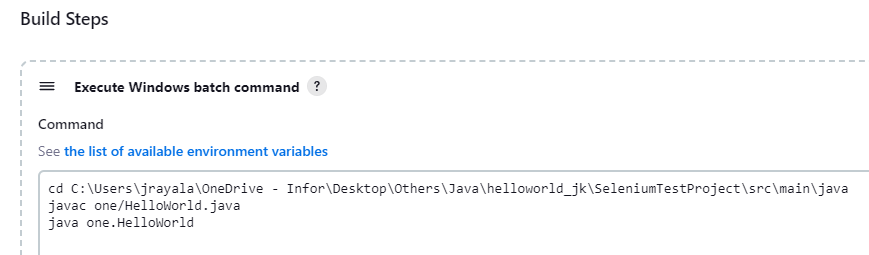 Build Steps
Execute Windows batch command ?
Command
See the list of available environment variables
cd C:\Users\jrayala\OneDrive - Infor\Desktop\Others\Java\helloworld_jk\SeleniumTestProject\src\main\java
javac one/HelloWorld.java
java one.HelloWorld